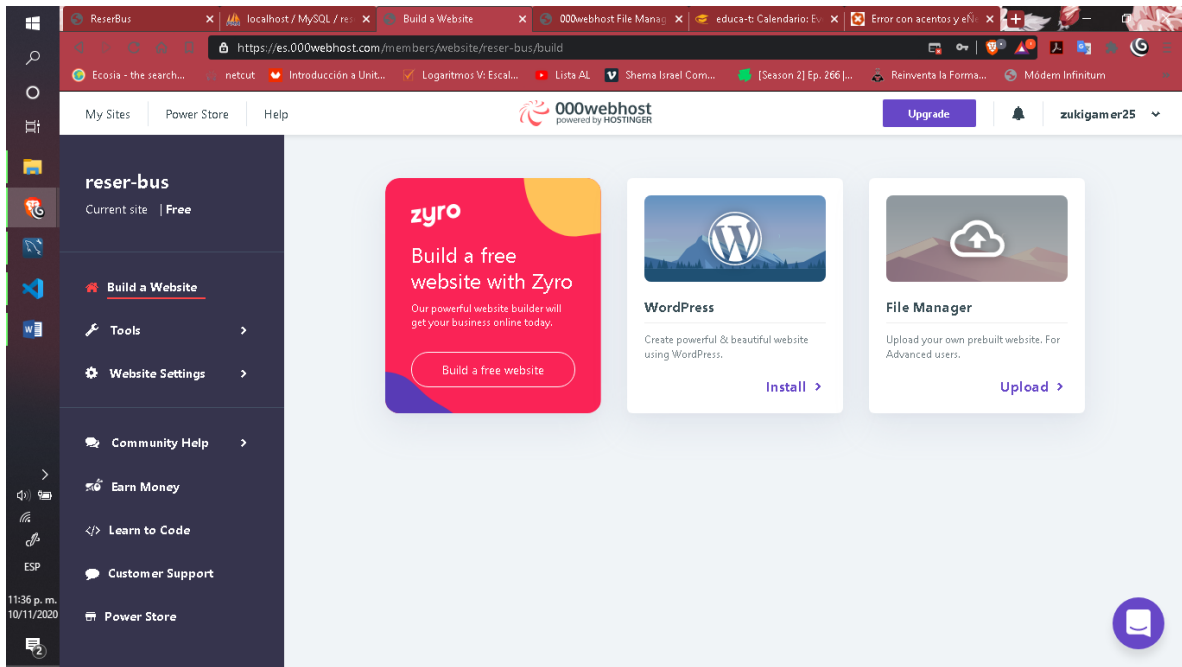 ReserBus
localhost / MySQL / res
Build a Website
000webhost File Manag
educa-t: Calendario: Ev
Error con acentos y eÑe
https://es.000webhost.com/members/website/reser-bus/build
Ecosia - the search...
netcut
Introducción a Unit...
Logaritmos V: Escal...
Lista AL
Shema Israel Com...
[Season 2] Ep. 266 |...
Reinventa la Forma...
Módem Infinitum
My Sites
Power Store
Help
000webhost
powered by HOSTINGER
Upgrade
zukigamer25
reser-bus
Current site | Free
Build a Website
Tools
Website Settings
Community Help
Earn Money
Learn to Code
Customer Support
Power Store
zyro
Build a free
website with Zyro
Our powerful website builder will
get your business online today.
Build a free website
WordPress
Create powerful & beautiful website
using WordPress.
Install
File Manager
Upload your own prebuilt website. For
Advanced users.
Upload
ESP
11:36 p. m.
10/11/2020
2